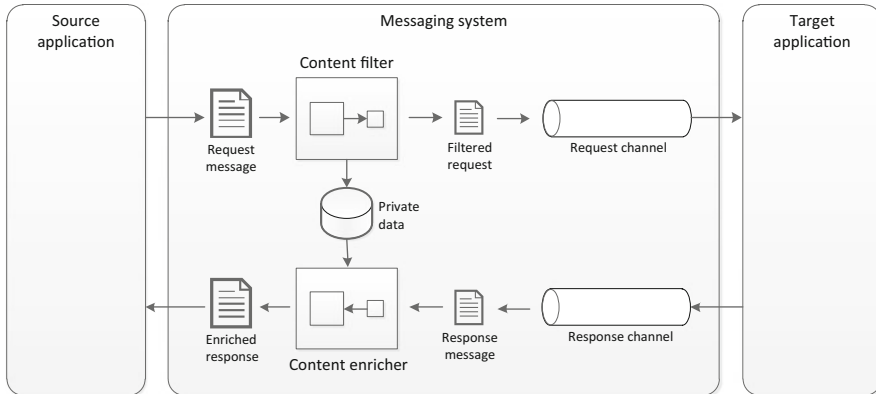 Source
application
Messaging system
Target
application
Content filter
Request
message
Filtered
request
Request channel
Private
data
Enriched
response
Content enricher
Response
message
Response channel